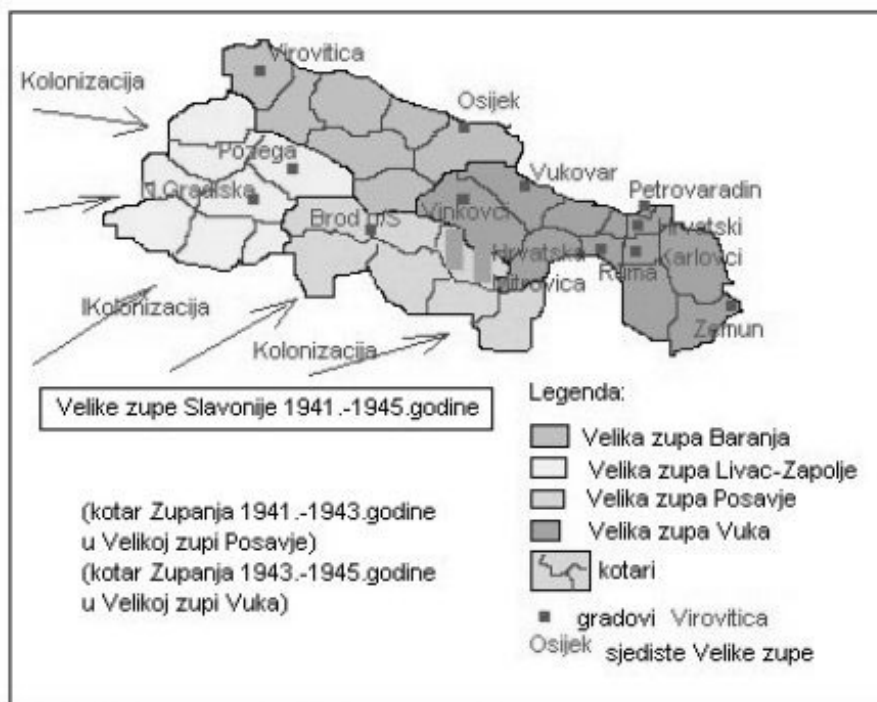 Virovitica
Kolonizacija
Osijek
Pozega
Vukovar
N.Gradiska
Petrovaradin
Brod n/S
Vinkovci
Hrvatski
Karlovci
Hrvatska
Mitrovica
Ruma
Zemun
Kolonizacija
Kolonizacija
Velike zupe Slavonije 1941.-1945.godine
Legenda:
Velika zupa Baranja
Velika zupa Livac-Zapolje
Velika zupa Posavje
Velika zupa Vuka
kotari
gradovi Virovitica
Osijek sjediste Velike zupe
(kotar Zupanja 1941.-1943.godine
u Velikoj zupi Posavje)
(kotar Zupanja 1943.-1945.godine
u Velikoj zupi Vuka)